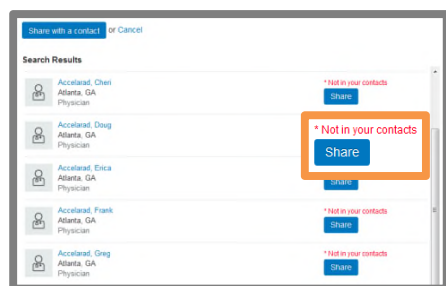 Share with a contact or Cancel
Search Results
Accelarad, Cheri
* Not in your contacts
Atlanta, GA
Share
Physician
Accelarad, Doug
Atlanta, GA
Physician
* Not in your contacts
Share
Accelarad, Erica
Atlanta, GA
Share
Physician
Accelarad, Frank
* Not in your contacts
Atlanta, GA
Share
Physician
Accelarad, Greg
* Not in your contacts
Atlanta, GA
Share
Physician